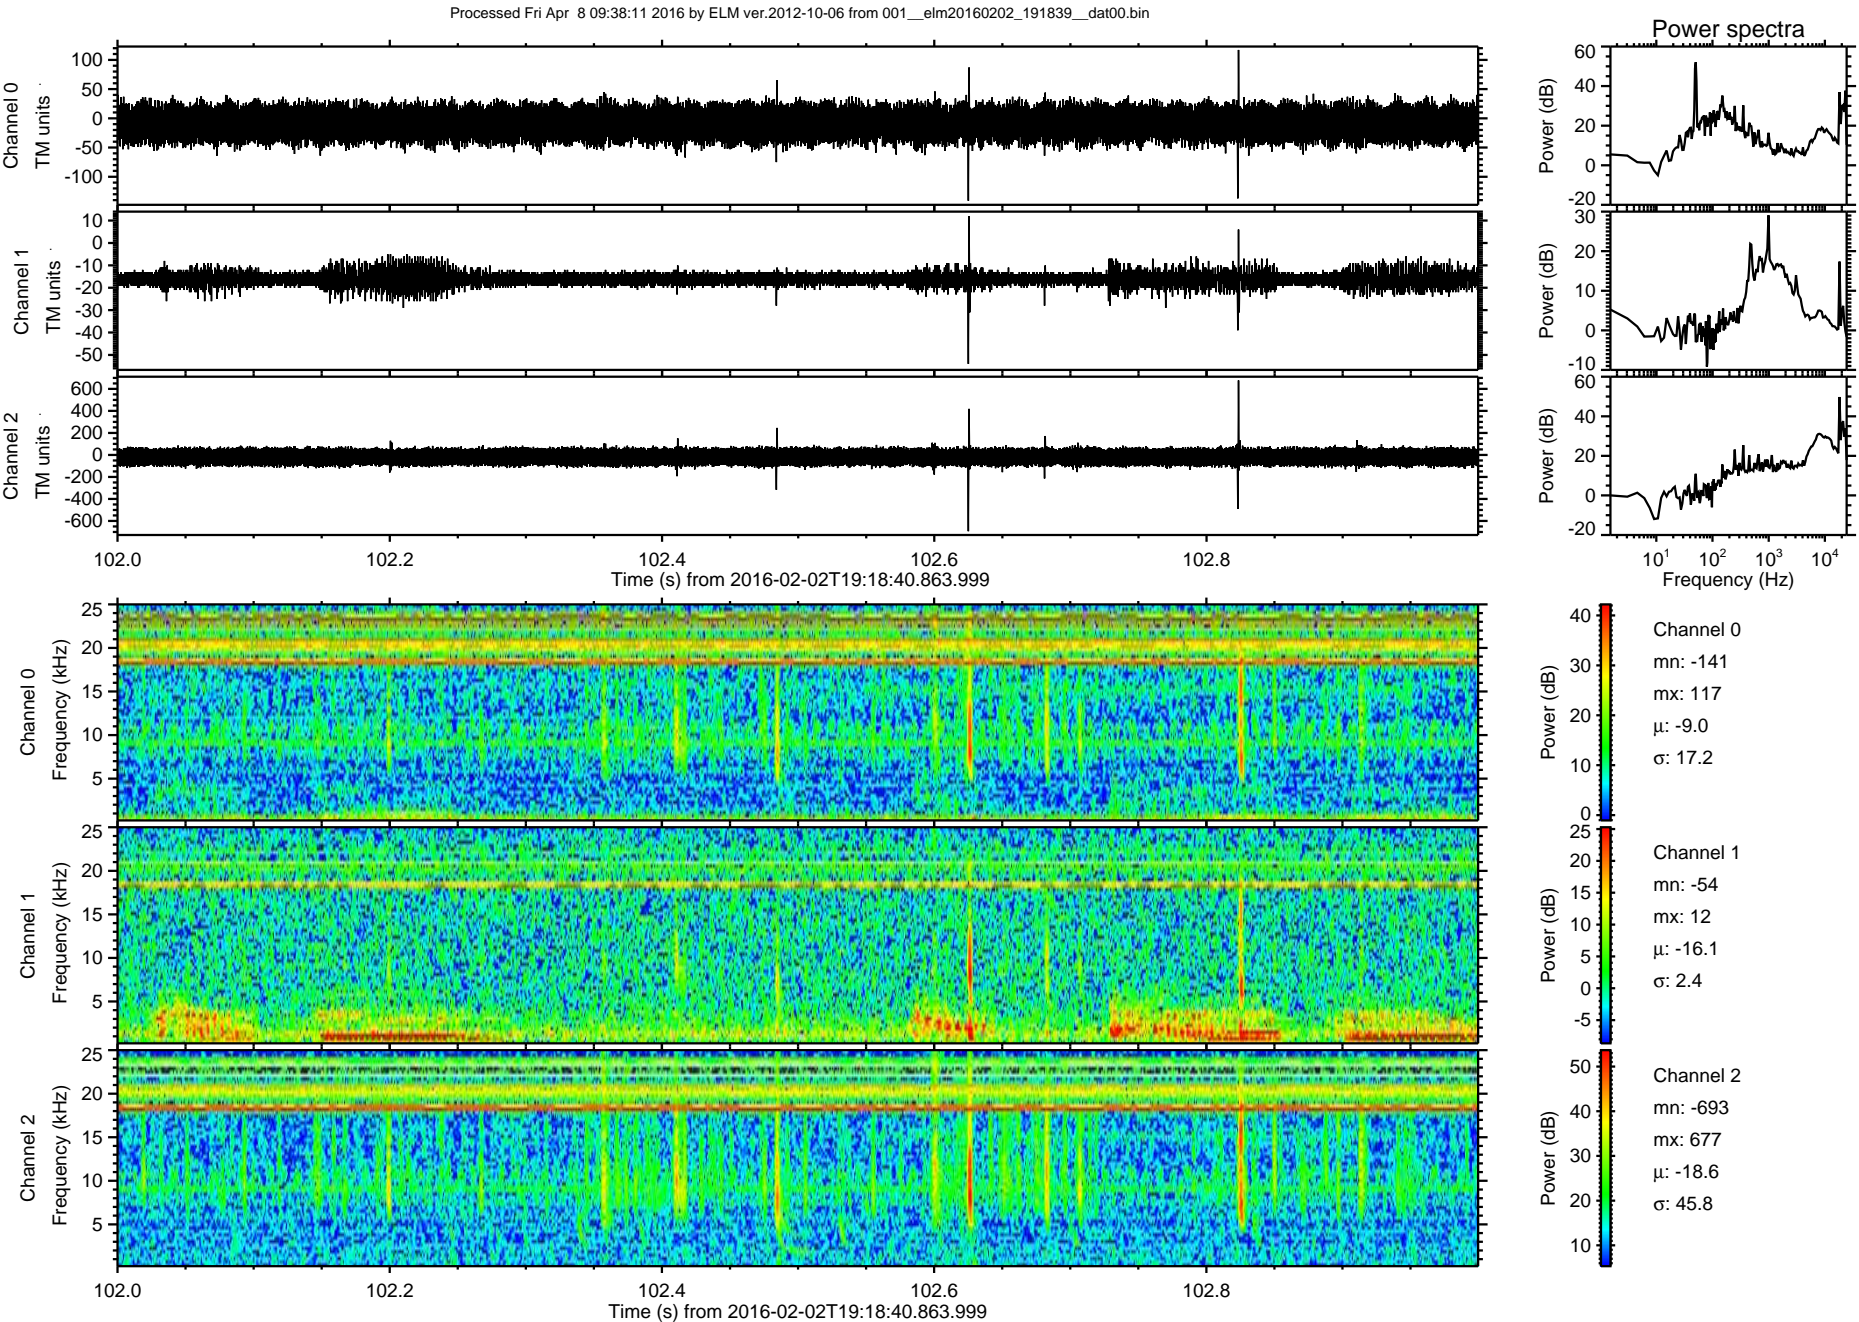 Processed Fri Apr  8 09:38:11 2016 by ELM ver.2012-10-06 from 001__elm20160202_191839__dat00.bin
Power spectra
Channel 0
TM units
100
50
0
-50
-100
Power (dB)
60
40
20
0
-20
Channel 1
TM units
10
0
-10
-20
-30
-40
-50
Power (dB)
30
20
10
0
-10
Channel 2
TM units
600
400
200
0
-200
-400
-600
Power (dB)
60
40
20
0
-20
102.0 102.2 102.4 102.6 102.8
Time (s) from 2016-02-02T19:18:40.863.999
10^1 10^2 10^3 10^4
Frequency (Hz)
Channel 0
Frequency (kHz)
25
20
15
10
5
Power (dB)
40
30
20
10
0
Channel 0
mn: -141
mx: 117
μ: -9.0
σ: 17.2
Channel 1
Frequency (kHz)
25
20
15
10
5
Power (dB)
25
20
15
10
5
0
-5
Channel 1
mn: -54
mx: 12
μ: -16.1
σ: 2.4
Channel 2
Frequency (kHz)
25
20
15
10
5
Power (dB)
50
40
30
20
10
Channel 2
mn: -693
mx: 677
μ: -18.6
σ: 45.8
102.0 102.2 102.4 102.6 102.8
Time (s) from 2016-02-02T19:18:40.863.999